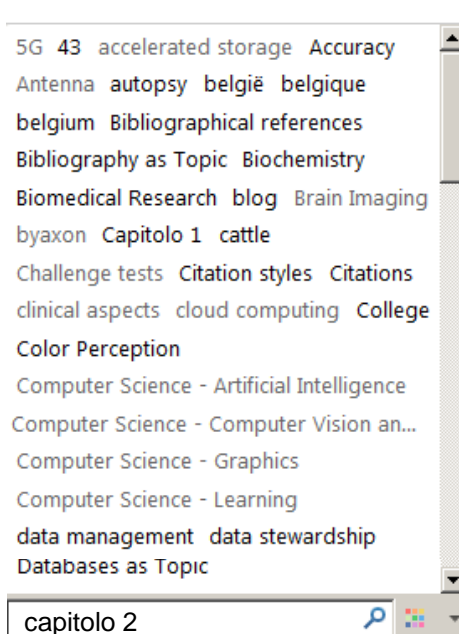 5G 43 accelerated storage Accuracy
Antenna autopsy belgië belgique
belgium Bibliographical references
Bibliography as Topic Biochemistry
Biomedical Research blog Brain Imaging
byaxon Capitolo 1 cattle
Challenge tests Citation styles Citations
clinical aspects cloud computing College
Color Perception
Computer Science - Artificial Intelligence
Computer Science - Computer Vision an...
Computer Science - Graphics
Computer Science - Learning
data management data stewardship
Databases as Topic
capitolo 2